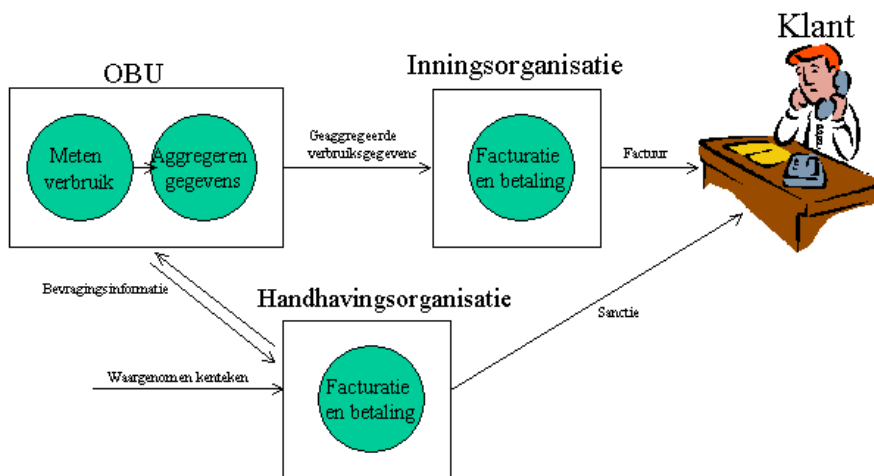 Klant
OBU
Inningsorganisatie
Meten
verbruik
Aggregeren
gegevens
Geaggregeerde
verbruiksgegevens
Facturatie
en betaling
Factuur
Bevragingsinformatie
Handhavingsorganisatie
Sanctie
Waargenomen kenteken
Facturatie
en betaling